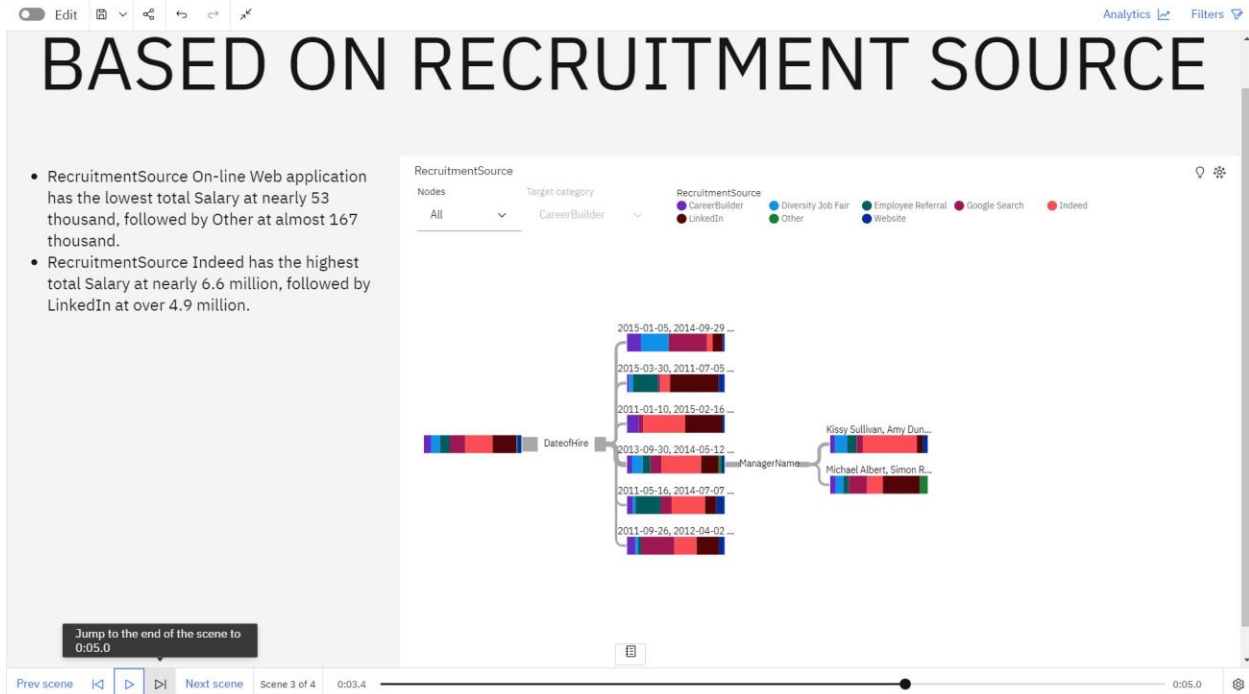 Edit
Analytics
Filters
BASED ON RECRUITMENT SOURCE
• RecruitmentSource On-line Web application
has the lowest total Salary at nearly 53
thousand, followed by Other at almost 167
thousand.
• RecruitmentSource Indeed has the highest
total Salary at nearly 6.6 million, followed by
LinkedIn at over 4.9 million.
RecruitmentSource
Nodes
All
Target category
CareerBuilder
RecruitmentSource
CareerBuilder Diversity Job Fair Employee Referral Google Search Indeed
LinkedIn Other Website
2015-01-05, 2014-09-29 ...
2015-03-30, 2011-07-05 ...
2011-01-10, 2015-02-16 ...
DateofHire
2013-09-30, 2014-05-12 ...
2011-05-16, 2014-07-07 ...
2011-09-26, 2012-04-02 ...
ManagerName
Kissy Sullivan, Amy Dun...
Michael Albert, Simon R...
Jump to the end of the scene to
0:05.0
Prev scene
Next scene
Scene 3 of 4
0:03.4
0:05.0